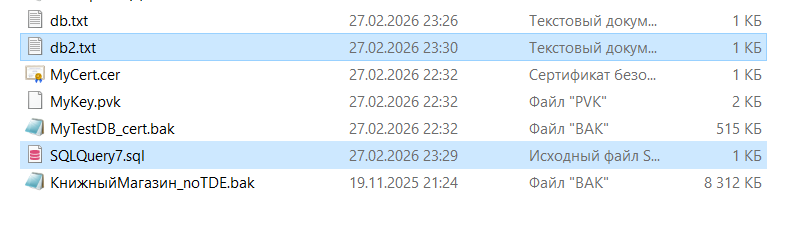 db.txt 27.02.2026 23:26 Текстовый докум... 1 КБ
db2.txt 27.02.2026 23:30 Текстовый докум... 1 КБ
MyCert.cer 27.02.2026 22:32 Сертификат безо... 1 КБ
MyKey.pvk 27.02.2026 22:32 Файл "PVK" 2 КБ
MyTestDB_cert.bak 27.02.2026 22:32 Файл "BAK" 515 КБ
SQLQuery7.sql 27.02.2026 23:29 Исходный файл S... 1 КБ
КнижныйМагазин_noTDE.bak 19.11.2025 21:24 Файл "BAK" 8 312 КБ